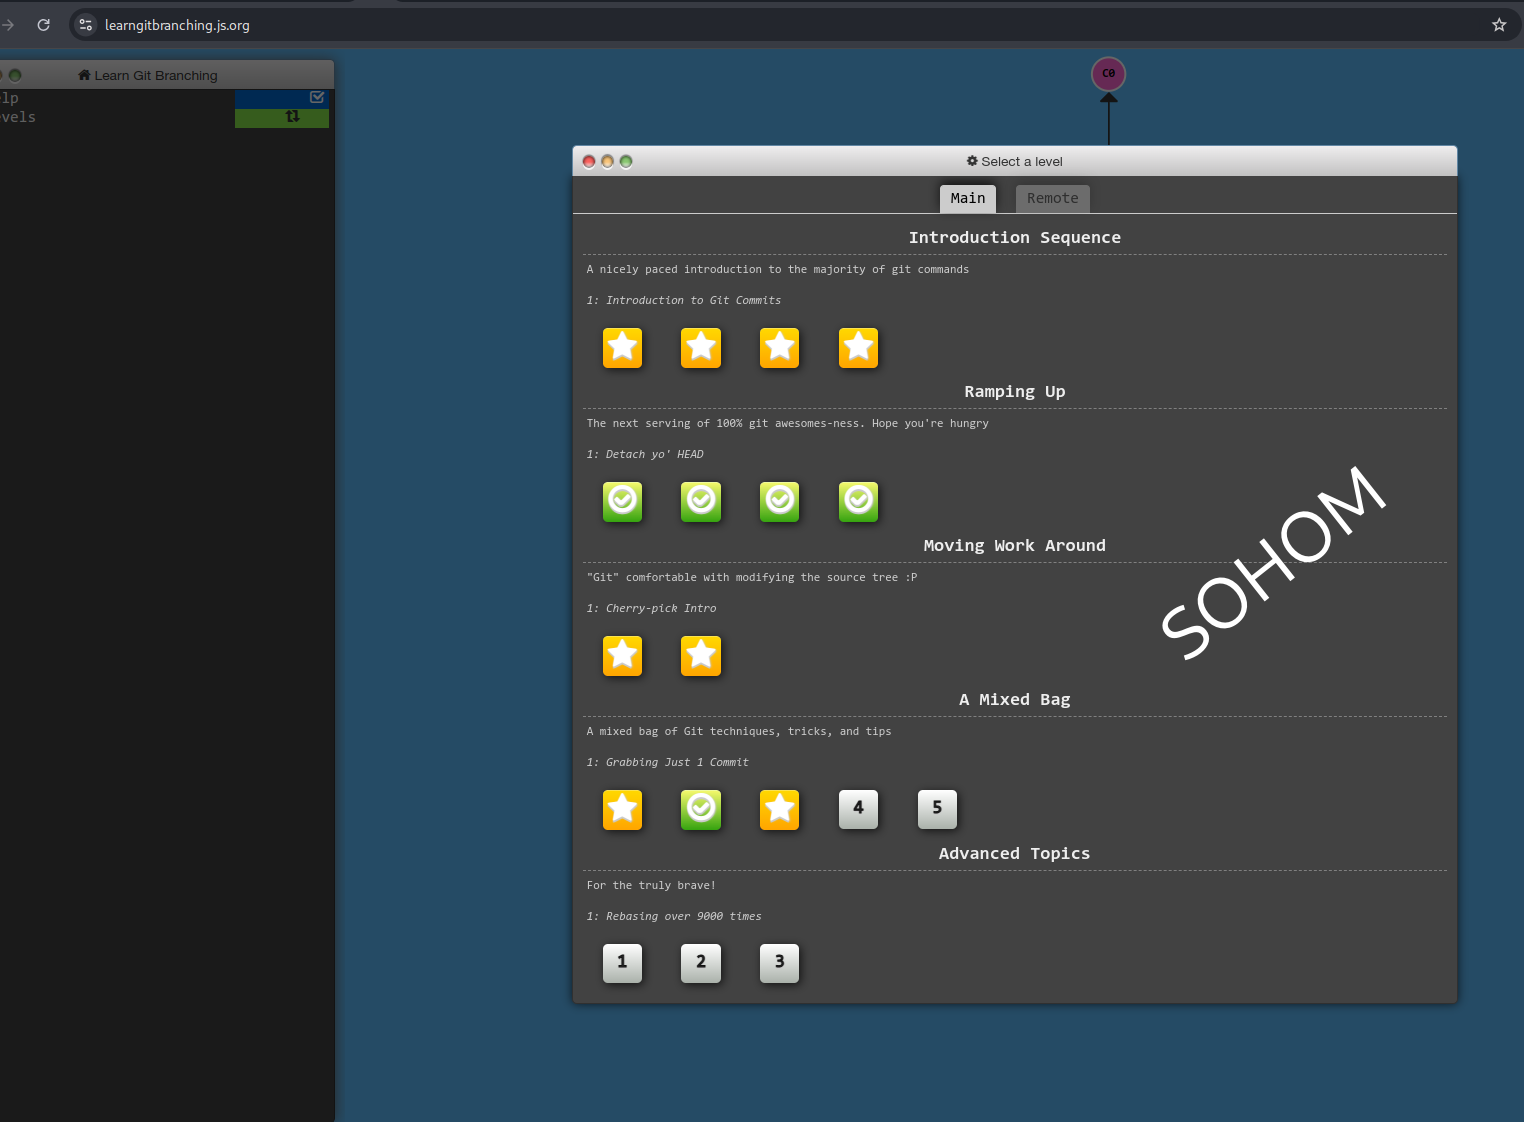 learngitbranching.js.org
Learn Git Branching
lp
vels
C0
Select a level
Main Remote
Introduction Sequence
A nicely paced introduction to the majority of git commands
1: Introduction to Git Commits
Ramping Up
The next serving of 100% git awesomes-ness. Hope you're hungry
1: Detach yo' HEAD
Moving Work Around
"Git" comfortable with modifying the source tree :P
1: Cherry-pick Intro
SOHOM
A Mixed Bag
A mixed bag of Git techniques, tricks, and tips
1: Grabbing Just 1 Commit
4 5
Advanced Topics
For the truly brave!
1: Rebasing over 9000 times
1 2 3